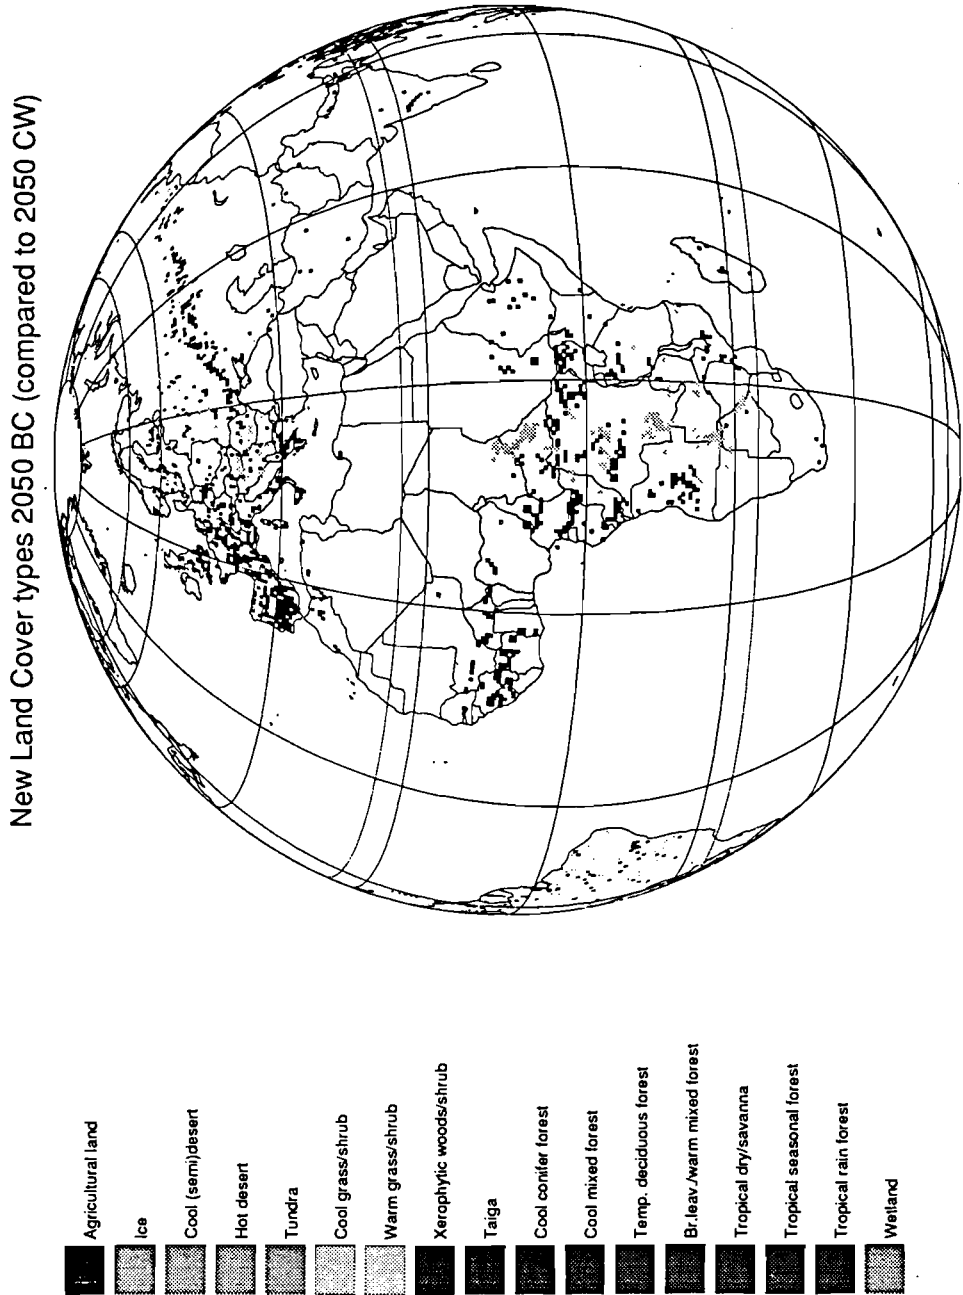 New Land Cover types 2050 BC (compared to 2050 CW)
Agricultural land
Ice
Cool (semi)desert
Hot desert
Tundra
Cool grass/shrub
Warm grass/shrub
Xerophytic woods/shrub
Taiga
Cool conifer forest
Cool mixed forest
Temp. deciduous forest
Br.leav /warm mixed forest
Tropical dry/savanna
Tropical seasonal forest
Tropical rain forest
Wetland